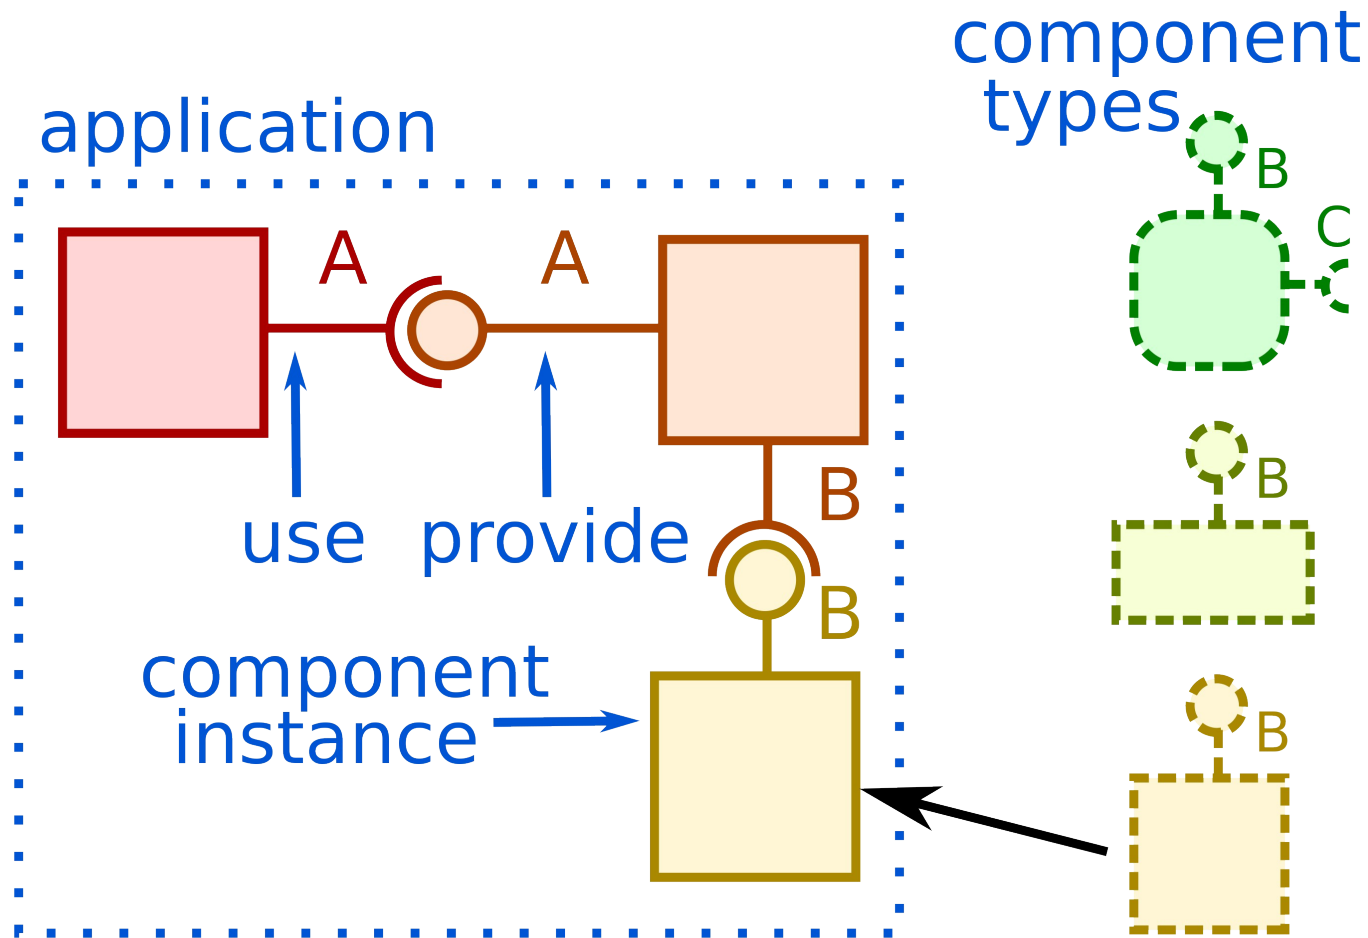 component
types
application
B
C
A A
B
B
use provide
B
component
instance
B